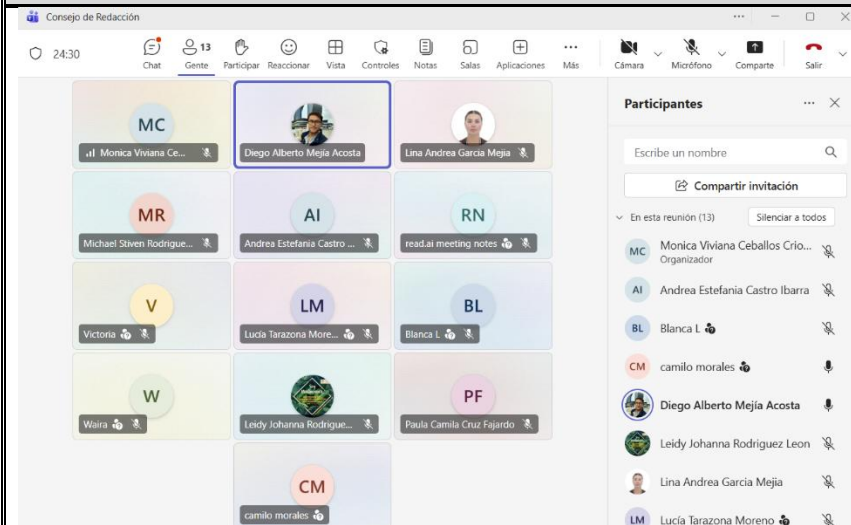 Consejo de Redacción
24:30
Chat
13
Gente
Participar
Reaccionar
Vista
Controles
Notas
Salas
Aplicaciones
Más
Cámara
Micrófono
Comparte
Salir
MC
Monica Viviana Ce...
Diego Alberto Mejía Acosta
Lina Andrea Garcia Mejia
MR
Michael Stiven Rodrigue...
AI
Andrea Estefania Castro ...
RN
read.ai meeting notes
V
Victoria
LM
Lucía Tarazona More...
BL
Blanca L
W
Waira
Leidy Johanna Rodrigue...
PF
Paula Camila Cruz Fajardo
CM
camilo morales
Participantes
Escribe un nombre
Compartir invitación
En esta reunión (13)
Silenciar a todos
MC
Monica Viviana Ceballos Crio...
Organizador
AI
Andrea Estefania Castro Ibarra
BL
Blanca L
CM
camilo morales
Diego Alberto Mejía Acosta
Leidy Johanna Rodriguez Leon
Lina Andrea Garcia Mejia
LM
Lucía Tarazona Moreno